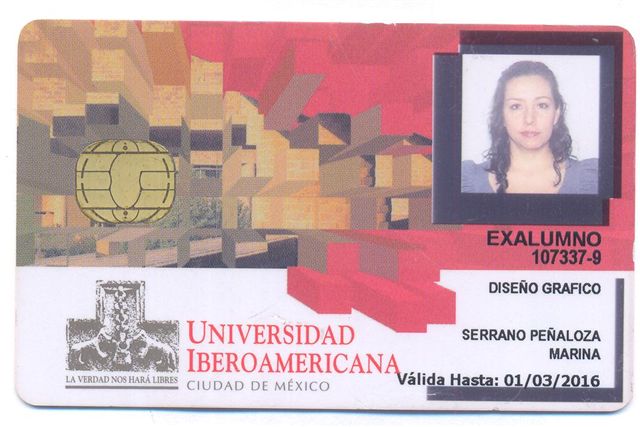 EXALUMNO
107337-9
DISEÑO GRAFICO
SERRANO PEÑALOZA
MARINA
Válida Hasta: 01/03/2016
UNIVERSIDAD
IBEROAMERICANA
CIUDAD DE MÉXICO
LA VERDAD NOS HARÁ LIBRES